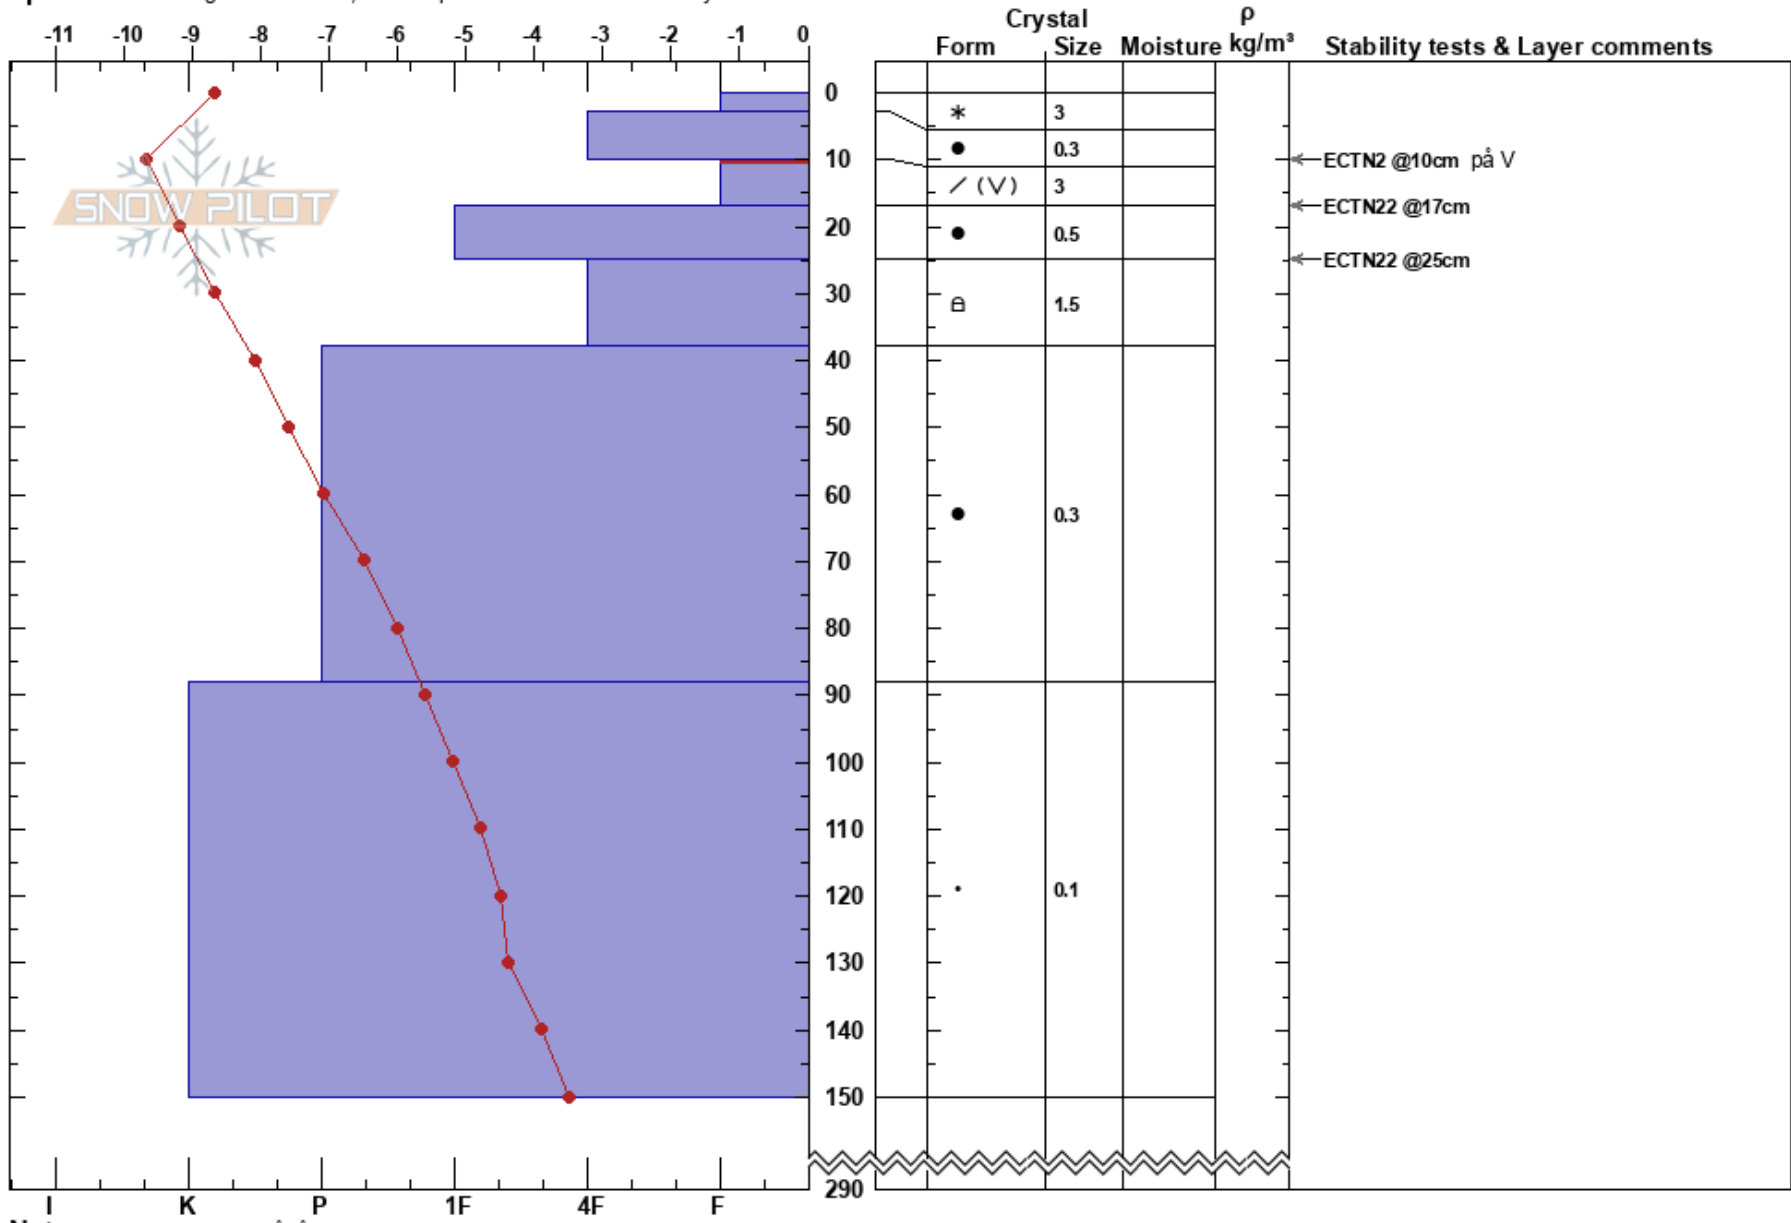 Crystal ρ
-11 -10 -9 -8 -7 -6 -5 -4 -3 -2 -1 0 Form Size Moisture kg/m³ Stability tests & Layer comments
0
3
0.3
10 ECTN2 @10cm på V
(V) 3
SNOW PILOT ECTN22 @17cm
20 0.5
ECTN22 @25cm
30 1.5
40
50
60 0.3
70
80
90
100
110
120 0.1
130
140
150
290
I K P 1F 4F F